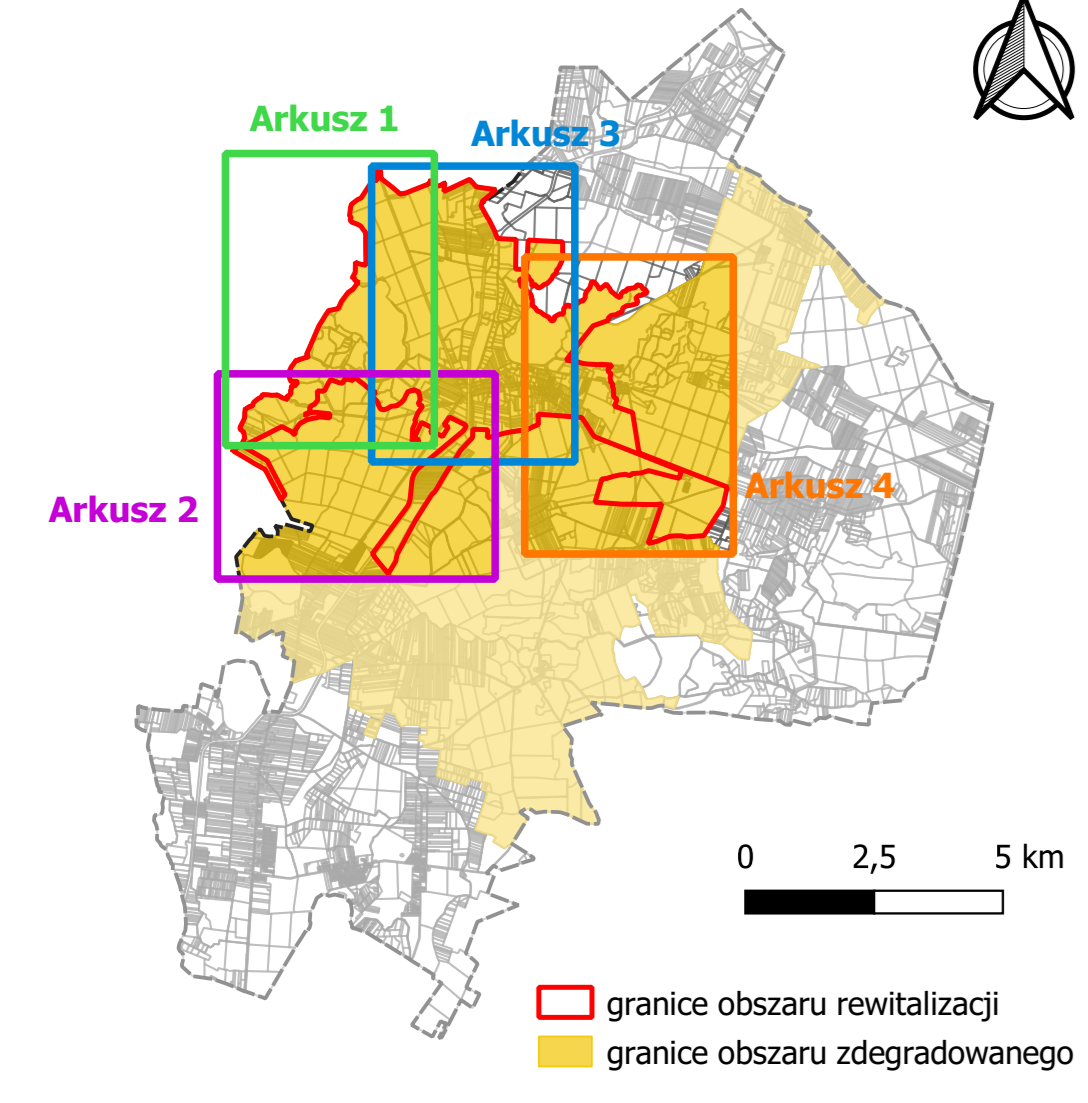 Arkusz 1
Arkusz 3
Arkusz 4
Arkusz 2
0 2,5 5 km
granice obszaru rewitalizacji
granice obszaru zdegradowanego